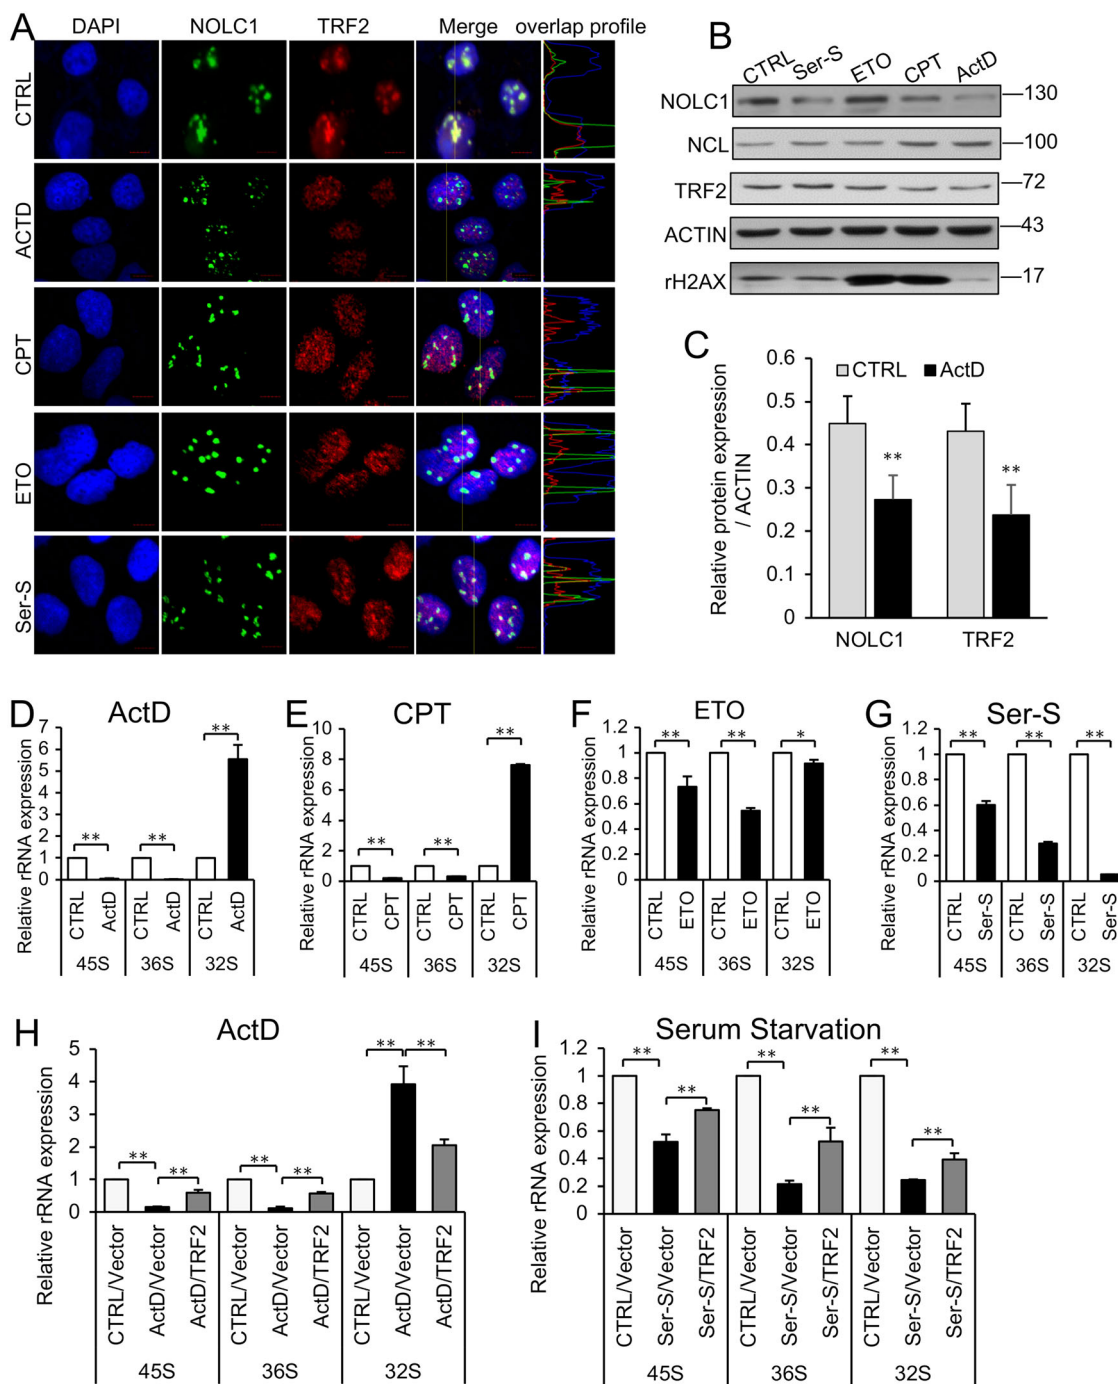 A
DAPI NOLC1 TRF2 Merge overlap profile
CTRL
ACTD
CPT
ETO
Ser-S
B
CTRL Ser-S ETO CPT ActD
NOLC1 130
NCL 100
TRF2 72
ACTIN 43
rH2AX 17
C
Relative protein expression
/ ACTIN
0.6
0.5
0.4
0.3
0.2
0.1
0
CTRL ActD
** **
NOLC1 TRF2
D
ActD
Relative rRNA expression
7
6
5
4
3
2
1
0
** ** **
CTRL ActD CTRL ActD CTRL ActD
45S 36S 32S
E
CPT
Relative rRNA expression
10
8
6
4
2
0
** ** **
CTRL CPT CTRL CPT CTRL CPT
45S 36S 32S
F
ETO
Relative rRNA expression
1.2
1
0.8
0.6
0.4
0.2
0
** ** *
CTRL ETO CTRL ETO CTRL ETO
45S 36S 32S
G
Ser-S
Relative rRNA expression
1.2
1
0.8
0.6
0.4
0.2
0
** ** **
CTRL Ser-S CTRL Ser-S CTRL Ser-S
45S 36S 32S
H
ActD
Relative rRNA expression
5
4
3
2
1
0
** ** ** ** ** **
CTRL/Vector ActD/Vector ActD/TRF2 CTRL/Vector ActD/Vector ActD/TRF2 CTRL/Vector ActD/Vector ActD/TRF2
45S 36S 32S
I
Serum Starvation
Relative rRNA expression
1.2
1
0.8
0.6
0.4
0.2
0
** ** ** ** ** **
CTRL/Vector Ser-S/Vector Ser-S/TRF2 CTRL/Vector Ser-S/Vector Ser-S/TRF2 CTRL/Vector Ser-S/Vector Ser-S/TRF2
45S 36S 32S